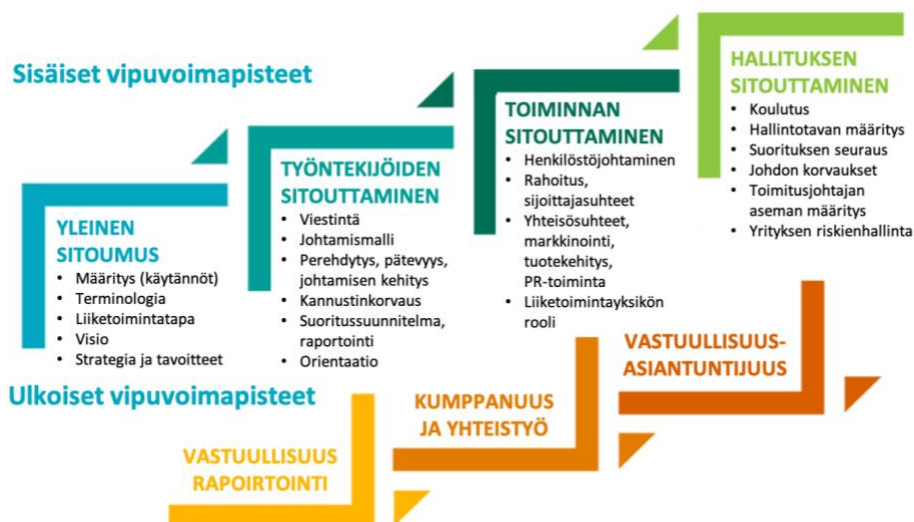 Sisäiset vipuvoimapisteet
YLEINEN
SITOUMUS
• Määritys (käytännöt)
• Terminologia
• Liiketoimintatapa
• Visio
• Strategia ja tavoitteet
TYÖNTEKIJÖIDEN
SITOUTTAMINEN
• Viestintä
• Johtamismalli
• Perehdytys, pätevyys,
johtamisen kehitys
• Kannustinkorvaus
• Suoritussuunnitelma,
raportointi
• Orientaatio
TOIMINNAN
SITOUTTAMINEN
• Henkilöstöjohtaminen
• Rahoitus,
sijoittajasuhteet
• Yhteisösuhteet,
markkinointi,
tuotekehitys,
PR-toiminta
• Liiketoimintayksikön
rooli
HALLITUKSEN
SITOUTTAMINEN
• Koulutus
• Hallintotavan määritys
• Suorituksen seuraus
• Johdon korvaukset
• Toimitusjohtajan
aseman määritys
• Yrityksen riskienhallinta
Ulkoiset vipuvoimapisteet
VASTUULLISUUS
RAPOIRTOINTI
KUMPPANUUS
JA YHTEISTYÖ
VASTUULLISUUS-
ASIANTUNTIJUUS